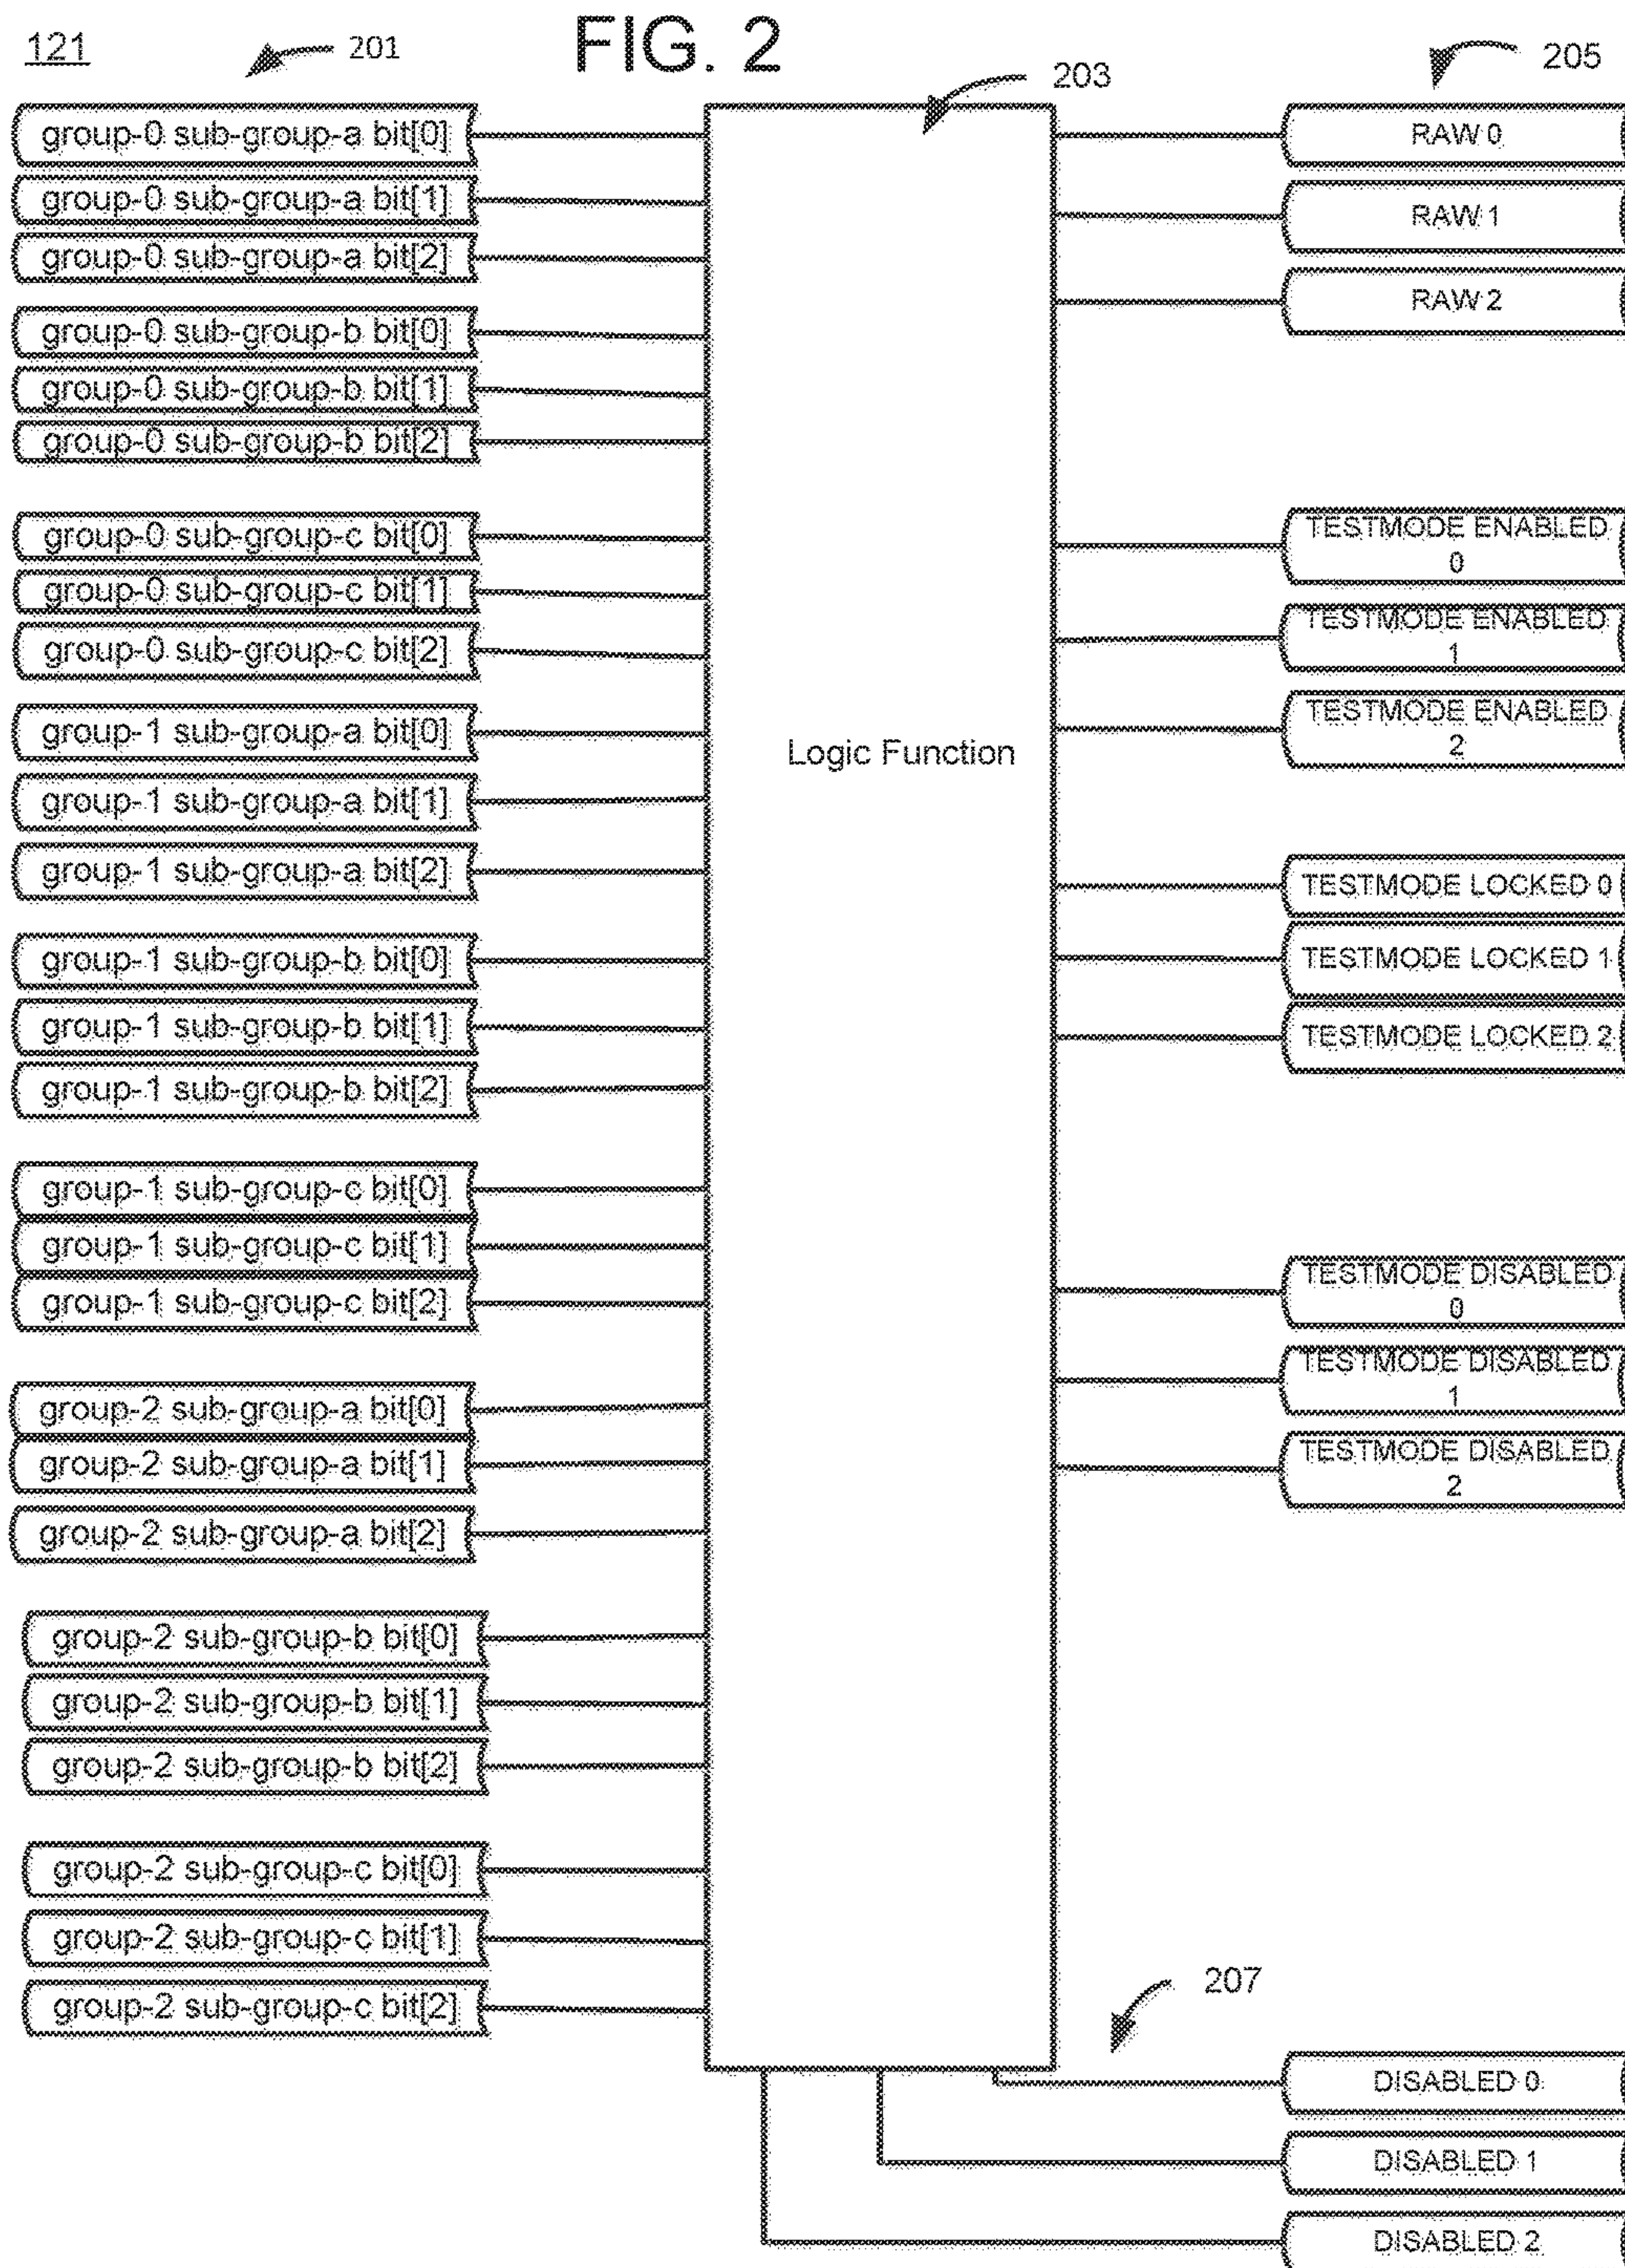 FIG. 2
121
201
203
205
group-0 sub-group-a bit[0]
group-0 sub-group-a bit[1]
group-0 sub-group-a bit[2]
group-0 sub-group-b bit[0]
group-0 sub-group-b bit[1]
group-0 sub-group-b bit[2]
group-0 sub-group-c bit[0]
group-0 sub-group-c bit[1]
group-0 sub-group-c bit[2]
group-1 sub-group-a bit[0]
group-1 sub-group-a bit[1]
group-1 sub-group-a bit[2]
group-1 sub-group-b bit[0]
group-1 sub-group-b bit[1]
group-1 sub-group-b bit[2]
group-1 sub-group-c bit[0]
group-1 sub-group-c bit[1]
group-1 sub-group-c bit[2]
group-2 sub-group-a bit[0]
group-2 sub-group-a bit[1]
group-2 sub-group-a bit[2]
group-2 sub-group-b bit[0]
group-2 sub-group-b bit[1]
group-2 sub-group-b bit[2]
group-2 sub-group-c bit[0]
group-2 sub-group-c bit[1]
group-2 sub-group-c bit[2]
Logic Function
RAW 0
RAW 1
RAW 2
TESTMODE ENABLED
0
TESTMODE ENABLED
1
TESTMODE ENABLED
2
TESTMODE LOCKED 0
TESTMODE LOCKED 1
TESTMODE LOCKED 2
TESTMODE DISABLED
0
TESTMODE DISABLED
1
TESTMODE DISABLED
2
207
DISABLED 0
DISABLED 1
DISABLED 2